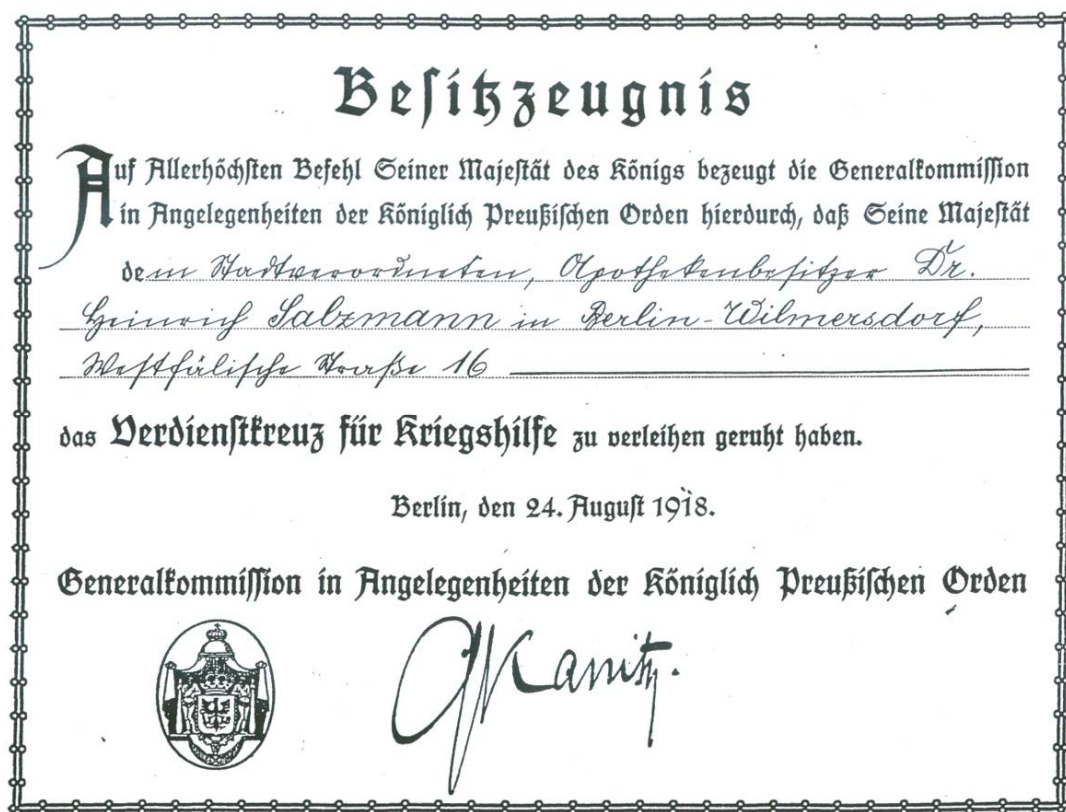 Besitzzeugnis
Auf Allerhöchsten Befehl Seiner Majestät des Königs bezeugt die Generalkommission
in Angelegenheiten der Königlich Preußischen Orden hierdurch, daß Seine Majestät
dem Stadtverordneten, Apothekenbesitzer Dr.
Heinrich Salzmann in Berlin-Wilmersdorf,
Westfälische Straße 16
das Verdienstkreuz für Kriegshilfe zu verleihen geruht haben.
Berlin, den 24. August 1918.
Generalkommission in Angelegenheiten der Königlich Preußischen Orden
Kanitz.